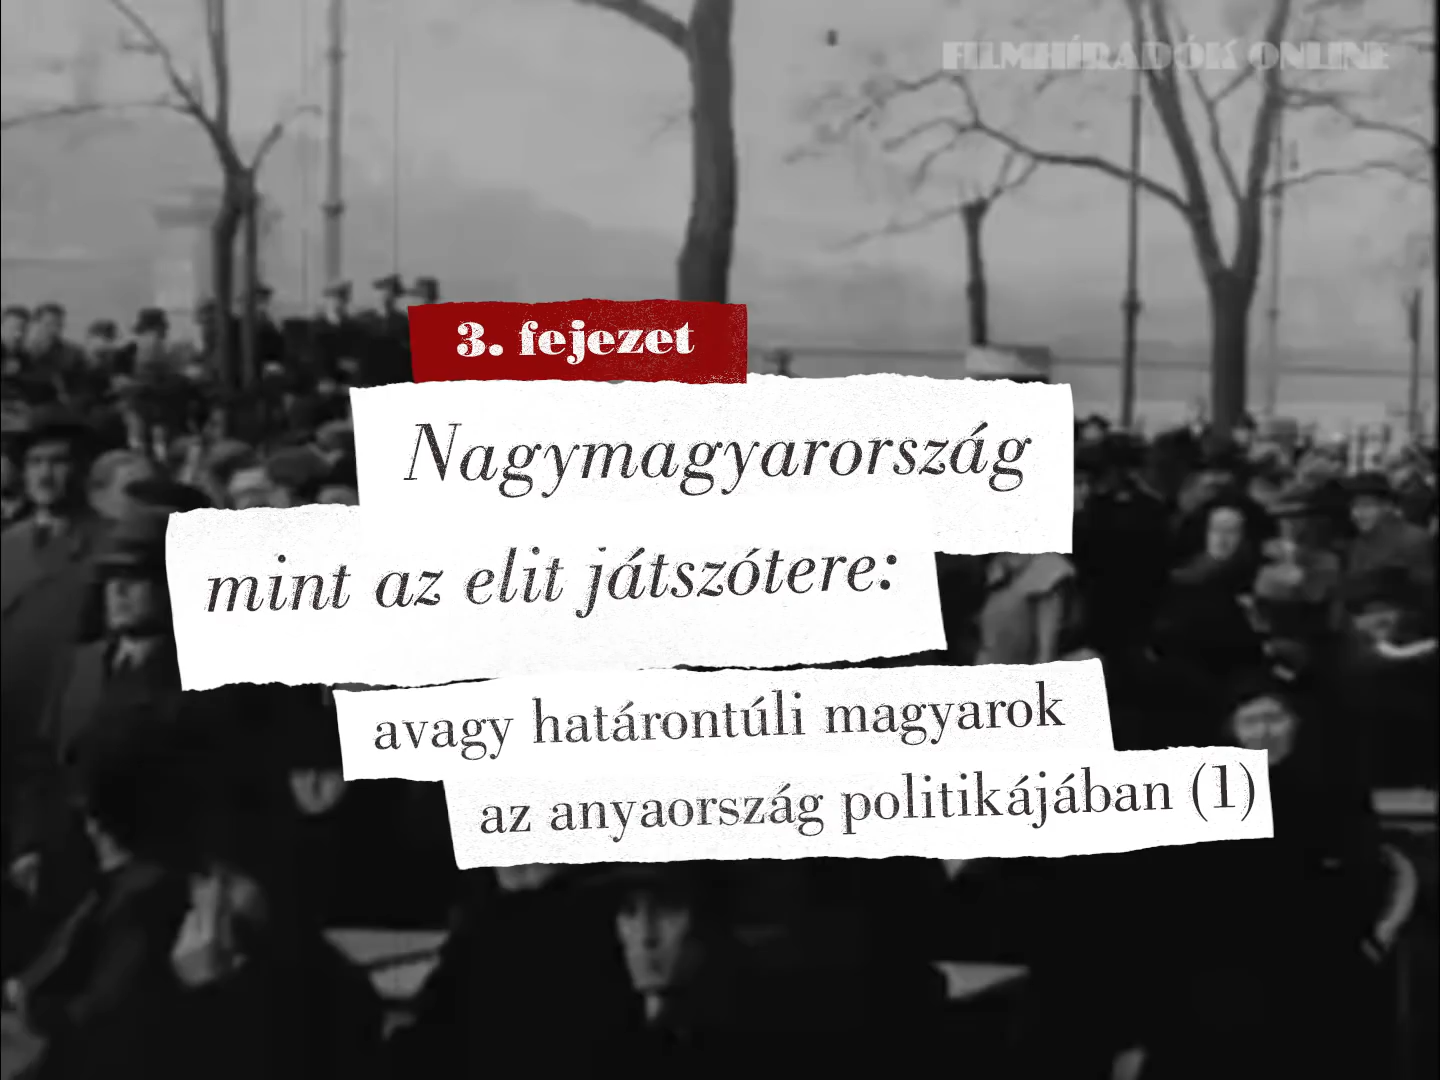 FILMHÍRADÓK ONLINE
3. fejezet
Nagymagyarország
mint az elit játszótere:
avagy határontúli magyarok
az anyaország politikájában (1)